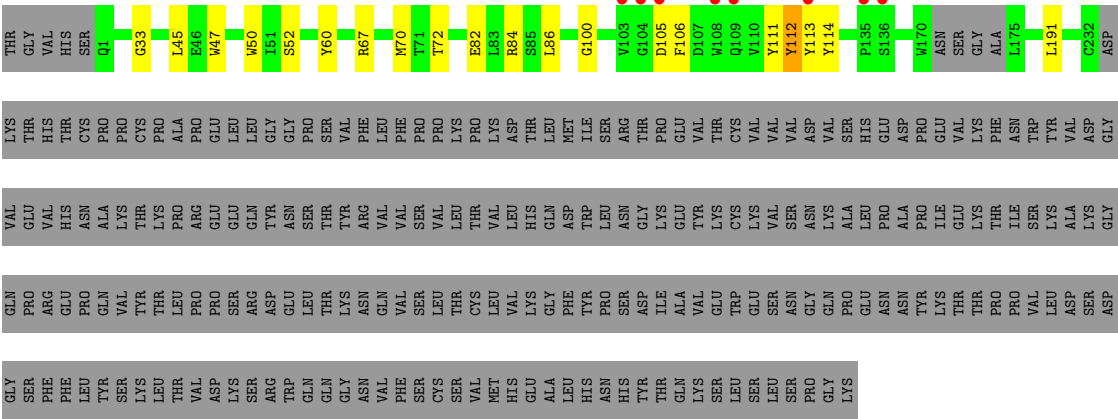 THR GLY VAL HIS SER Q1 G33 L45 E46 W47 W50 I51 S52 Y60 R67 M70 T71 T72 E82 L83 R84 S85 L86 G100 V103 G104 D105 F106 D107 W108 Q109 V110 Y111 Y112 Y113 Y114 P135 S136 W170 ASN SER GLY ALA L175 L191 C232 ASP
LYS THR HIS THR CYS PRO PRO CYS PRO ALA PRO GLU LEU LEU GLY GLY PRO SER VAL PHE LEU PHE PRO PRO LYS PRO LYS ASP THR LEU MET ILE SER ARG THR PRO GLU VAL THR CYS VAL VAL VAL ASP VAL SER HIS GLU ASP PRO GLU VAL LYS PHE ASN TRP TYR VAL ASP GLY
VAL GLU VAL HIS ASN ALA LYS THR LYS PRO ARG GLU GLU GLN TYR ASN SER THR TYR ARG VAL VAL SER VAL LEU THR VAL LEU HIS GLN ASP TRP LEU ASN GLY LYS GLU TYR LYS CYS LYS VAL SER ASN LYS ALA LEU PRO ALA PRO ILE GLU LYS THR ILE SER LYS ALA LYS GLY
GLN PRO ARG GLU PRO GLN VAL TYR THR LEU PRO PRO SER ARG ASP GLU LEU THR LYS ASN GLN VAL SER LEU THR CYS LEU VAL LYS GLY PHE TYR PRO SER ASP ILE ALA VAL GLU TRP GLU SER ASN GLY GLN PRO GLU ASN ASN TYR LYS THR THR PRO PRO VAL LEU ASP SER ASP
GLY SER PHE PHE LEU TYR SER LYS LEU THR VAL ASP LYS SER ARG TRP GLN GLN GLY ASN VAL PHE SER CYS SER VAL MET HIS GLU ALA LEU HIS ASN HIS TYR THR GLN LYS SER LEU SER LEU SER PRO GLY LYS